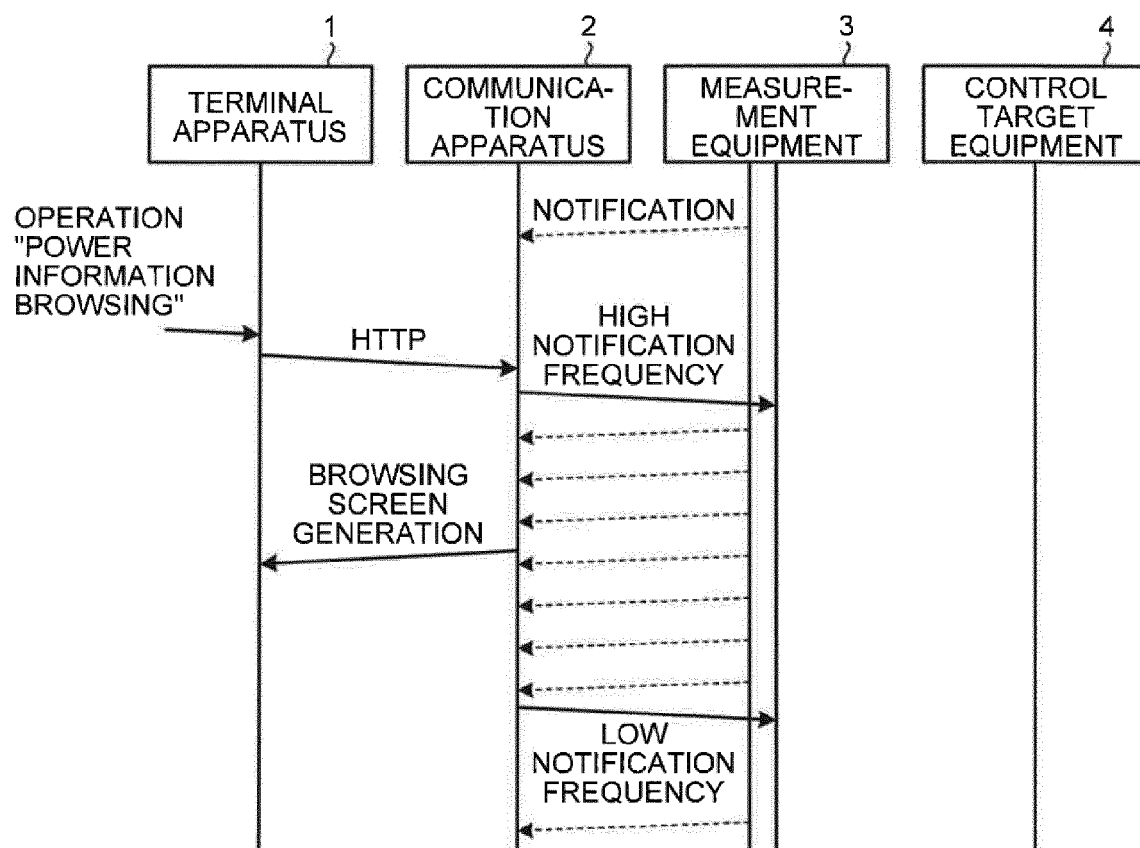 1
2
3
4
TERMINAL
APPARATUS
COMMUNICA-
TION
APPARATUS
MEASURE-
MENT
EQUIPMENT
CONTROL
TARGET
EQUIPMENT
NOTIFICATION
OPERATION
"POWER
INFORMATION
BROWSING"
HTTP
HIGH
NOTIFICATION
FREQUENCY
BROWSING
SCREEN
GENERATION
LOW
NOTIFICATION
FREQUENCY